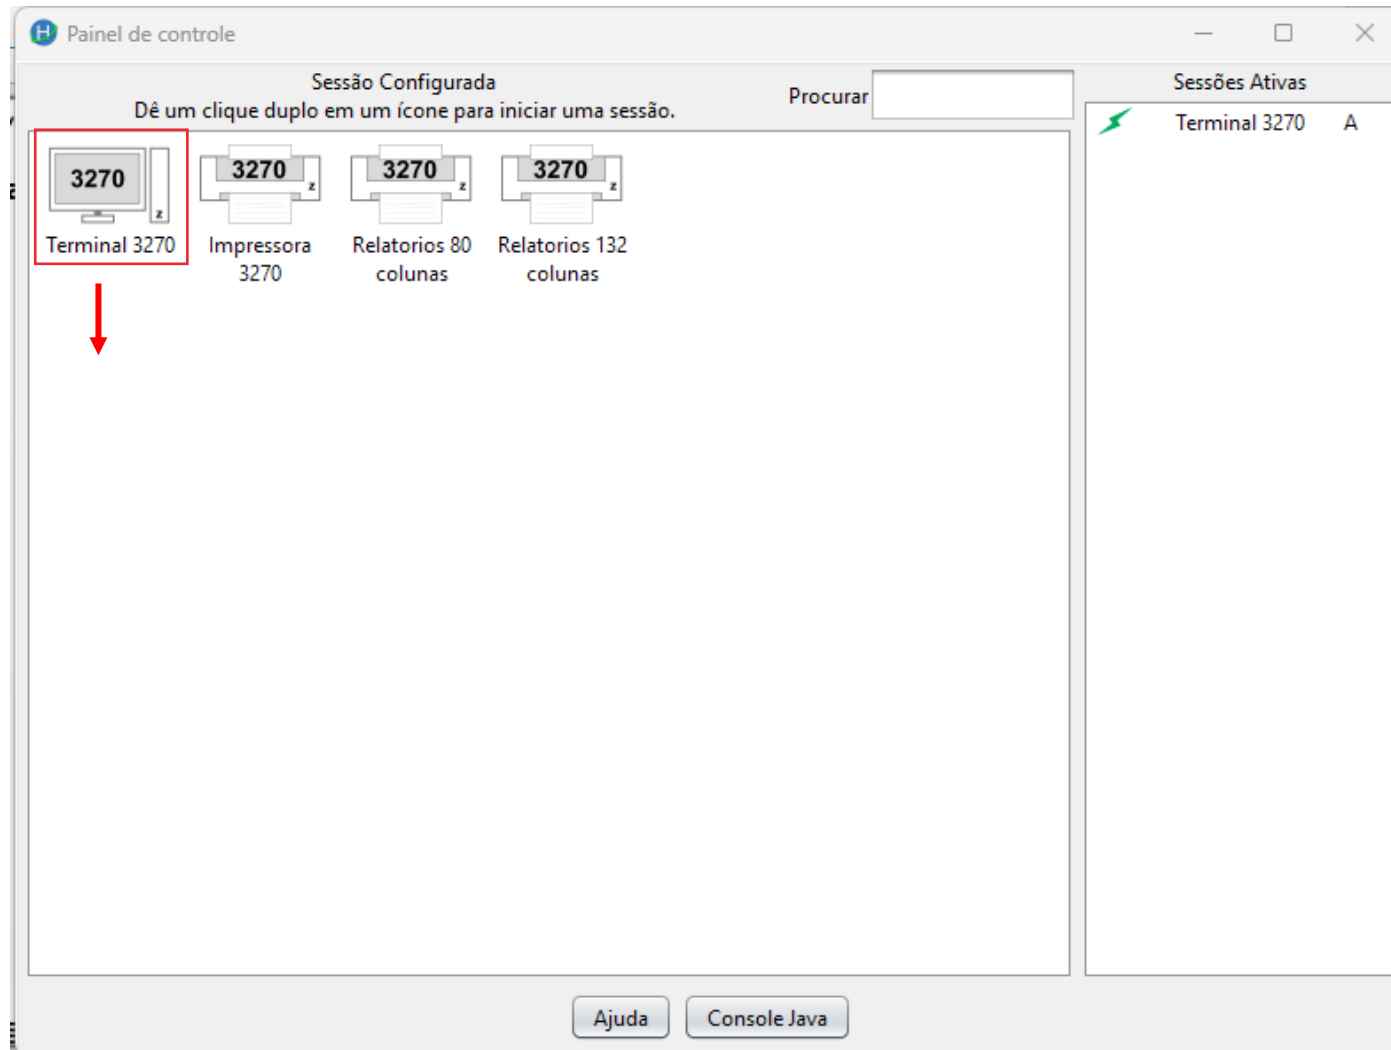 H Painel de controle
Sessão Configurada
Dê um clique duplo em um ícone para iniciar uma sessão.
Procurar
Sessões Ativas
Terminal 3270 A
3270
z
Terminal 3270
3270
z
Impressora
3270
3270
z
Relatorios 80
colunas
3270
z
Relatorios 132
colunas
Ajuda
Console Java